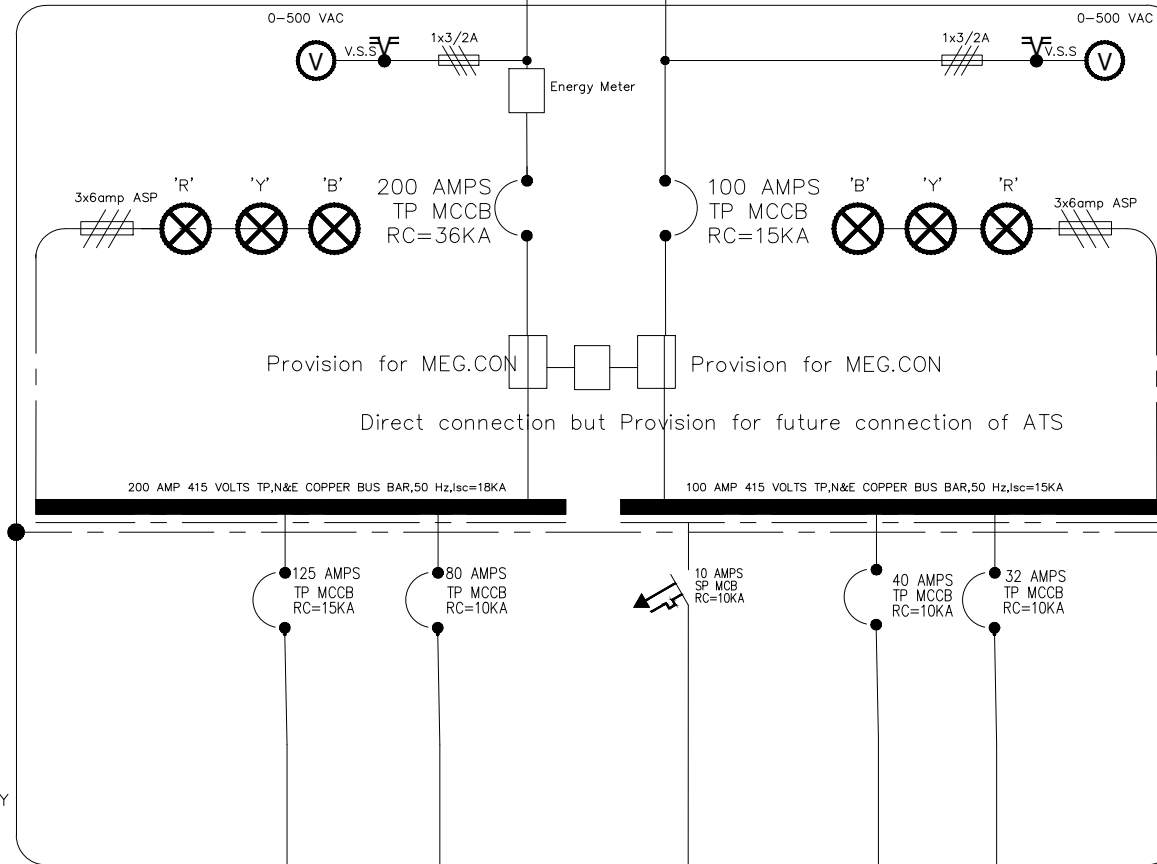 0-500 VAC
0-500 VAC
V
V.S.S
1x3/2A
1x3/2A
V.S.S
V
Energy Meter
3x6amp ASP
'R'
'Y'
'B'
200 AMPS
TP MCCB
RC=36KA
100 AMPS
TP MCCB
RC=15KA
'B'
'Y'
'R'
3x6amp ASP
Provision for MEG.CON
Provision for MEG.CON
Direct connection but Provision for future connection of ATS
200 AMP 415 VOLTS TP,N&E COPPER BUS BAR,50 Hz,Isc=18KA
100 AMP 415 VOLTS TP,N&E COPPER BUS BAR,50 Hz,Isc=15KA
125 AMPS
TP MCCB
RC=15KA
80 AMPS
TP MCCB
RC=10KA
10 AMPS
SP MCB
RC=10KA
40 AMPS
TP MCCB
RC=10KA
32 AMPS
TP MCCB
RC=10KA
Y